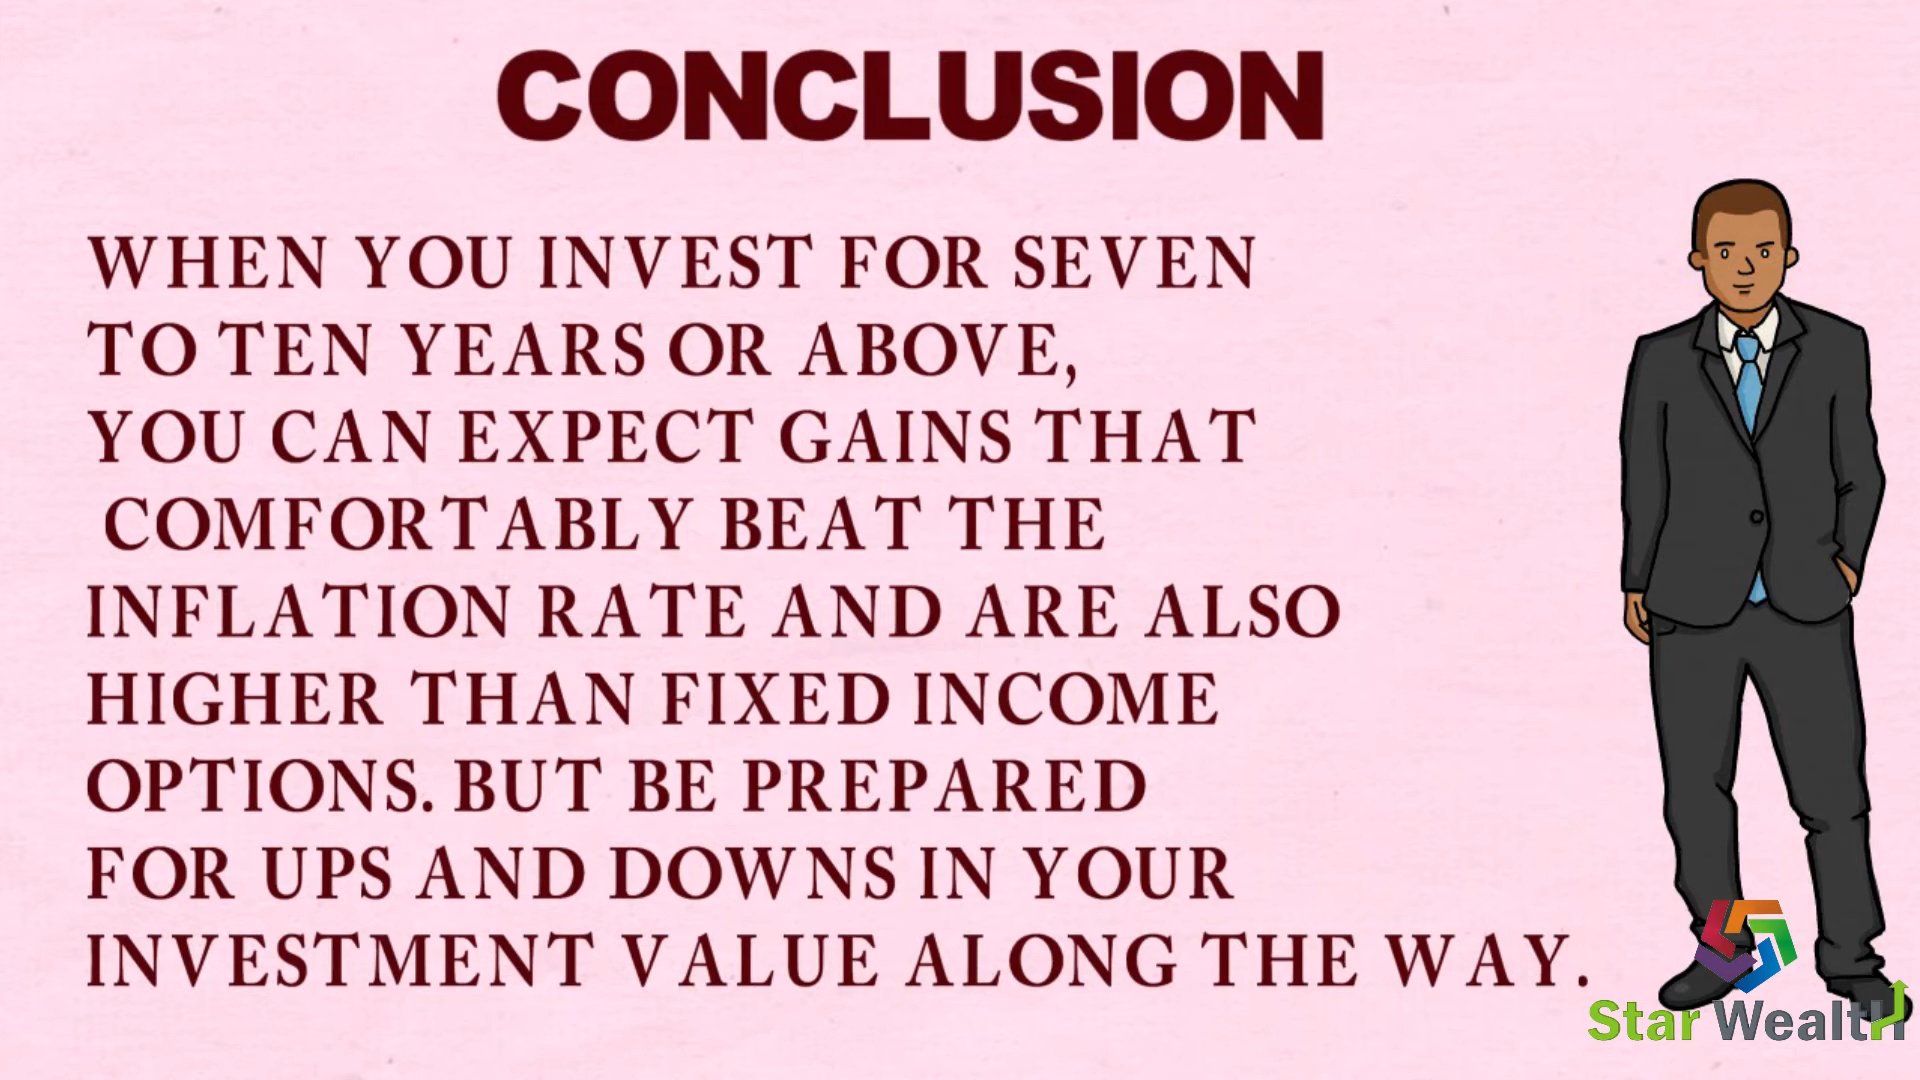 CONCLUSION
WHEN YOU INVEST FOR SEVEN
TO TEN YEARS OR ABOVE,
YOU CAN EXPECT GAINS THAT
COMFORTABLY BEAT THE
INFLATION RATE AND ARE ALSO
HIGHER THAN FIXED INCOME
OPTIONS. BUT BE PREPARED
FOR UPS AND DOWNS IN YOUR
INVESTMENT VALUE ALONG THE WAY.
Star Wealth